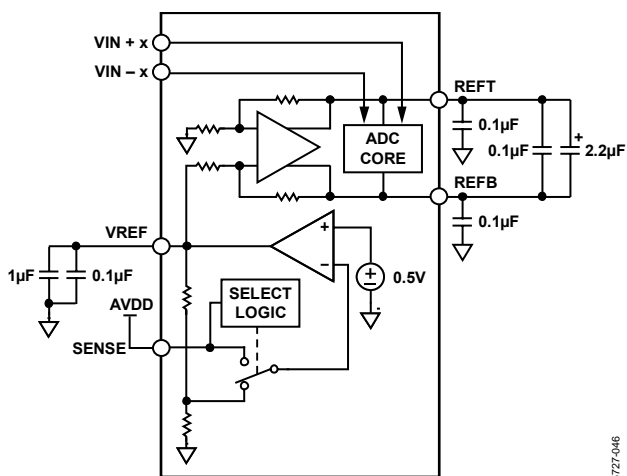 VIN + x
VIN – x
REFT
ADC
CORE
0.1µF
0.1µF
+
2.2µF
REFB
0.1µF
VREF
1µF
0.1µF
+
–
+
–
0.5V
SELECT
LOGIC
AVDD
SENSE
727-046